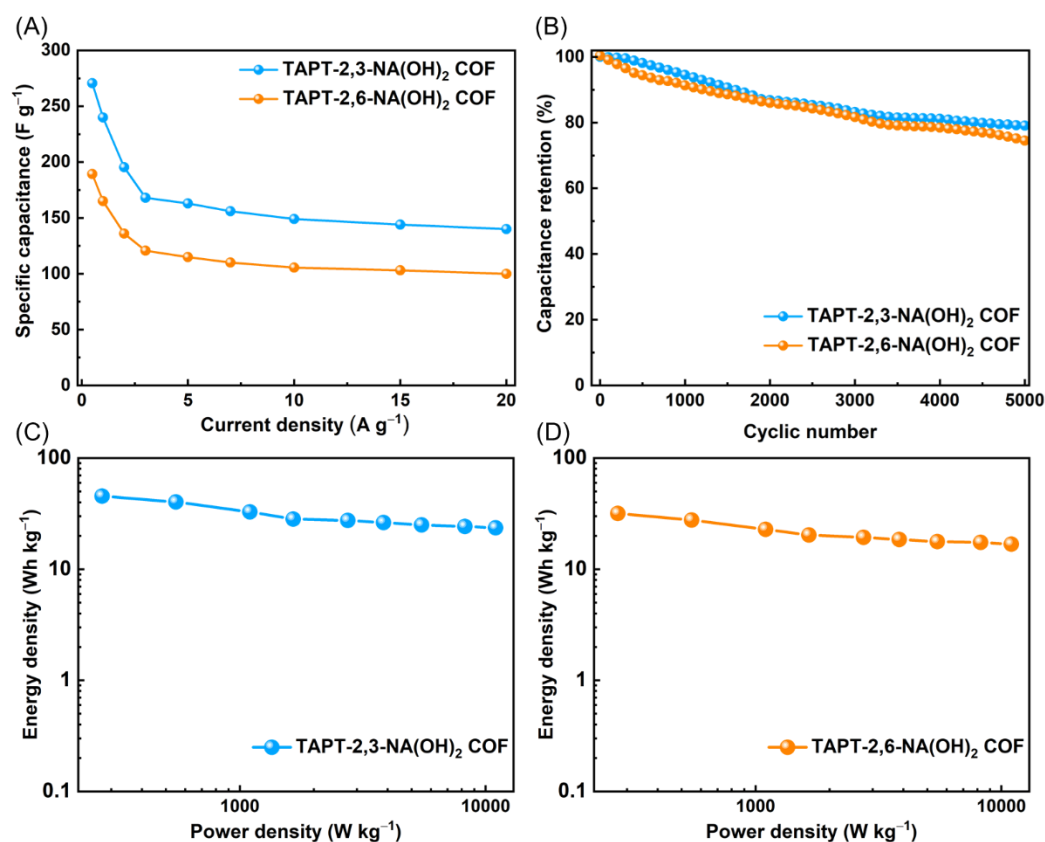 (A)
300
250
200
150
100
50
0
Specific capacitance (F g⁻¹)
TAPT-2,3-NA(OH)₂ COF
TAPT-2,6-NA(OH)₂ COF
0 5 10 15 20
Current density (A g⁻¹)
(B)
100
80
60
40
20
0
Capacitance retention (%)
TAPT-2,3-NA(OH)₂ COF
TAPT-2,6-NA(OH)₂ COF
0 1000 2000 3000 4000 5000
Cyclic number
(C)
100
10
1
0.1
Energy density (Wh kg⁻¹)
TAPT-2,3-NA(OH)₂ COF
1000 10000
Power density (W kg⁻¹)
(D)
100
10
1
0.1
Energy density (Wh kg⁻¹)
TAPT-2,6-NA(OH)₂ COF
1000 10000
Power density (W kg⁻¹)